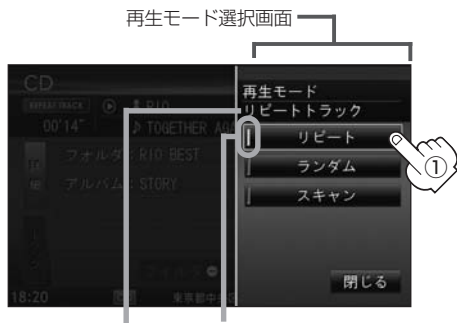 再生モード選択画面
CD
再生モード
リピートトラック
REPEAT TRACK
RIO
00'14"
TOGETHER AGA
リピート
①
フォルダ:RIO BEST
ランダム
アルバム:STORY
スキャン
閉じる
18:20
東京都中央区